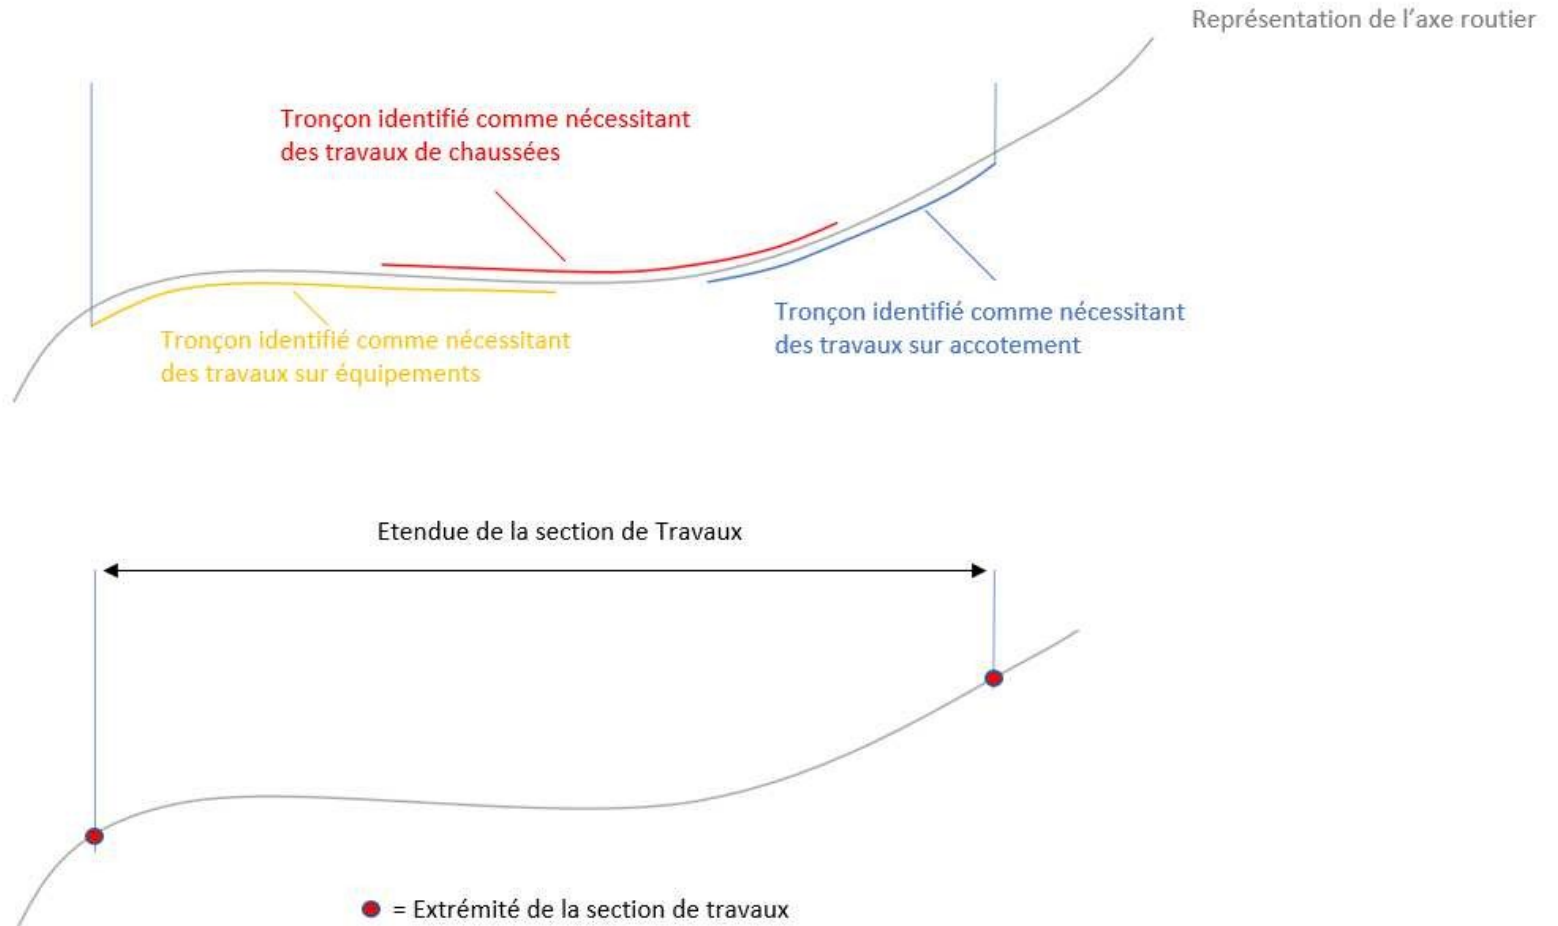 Représentation de l'axe routier
Tronçon identifié comme nécessitant
des travaux de chaussées
Tronçon identifié comme nécessitant
des travaux sur accotement
Tronçon identifié comme nécessitant
des travaux sur équipements
Etendue de la section de Travaux
= Extrémité de la section de travaux